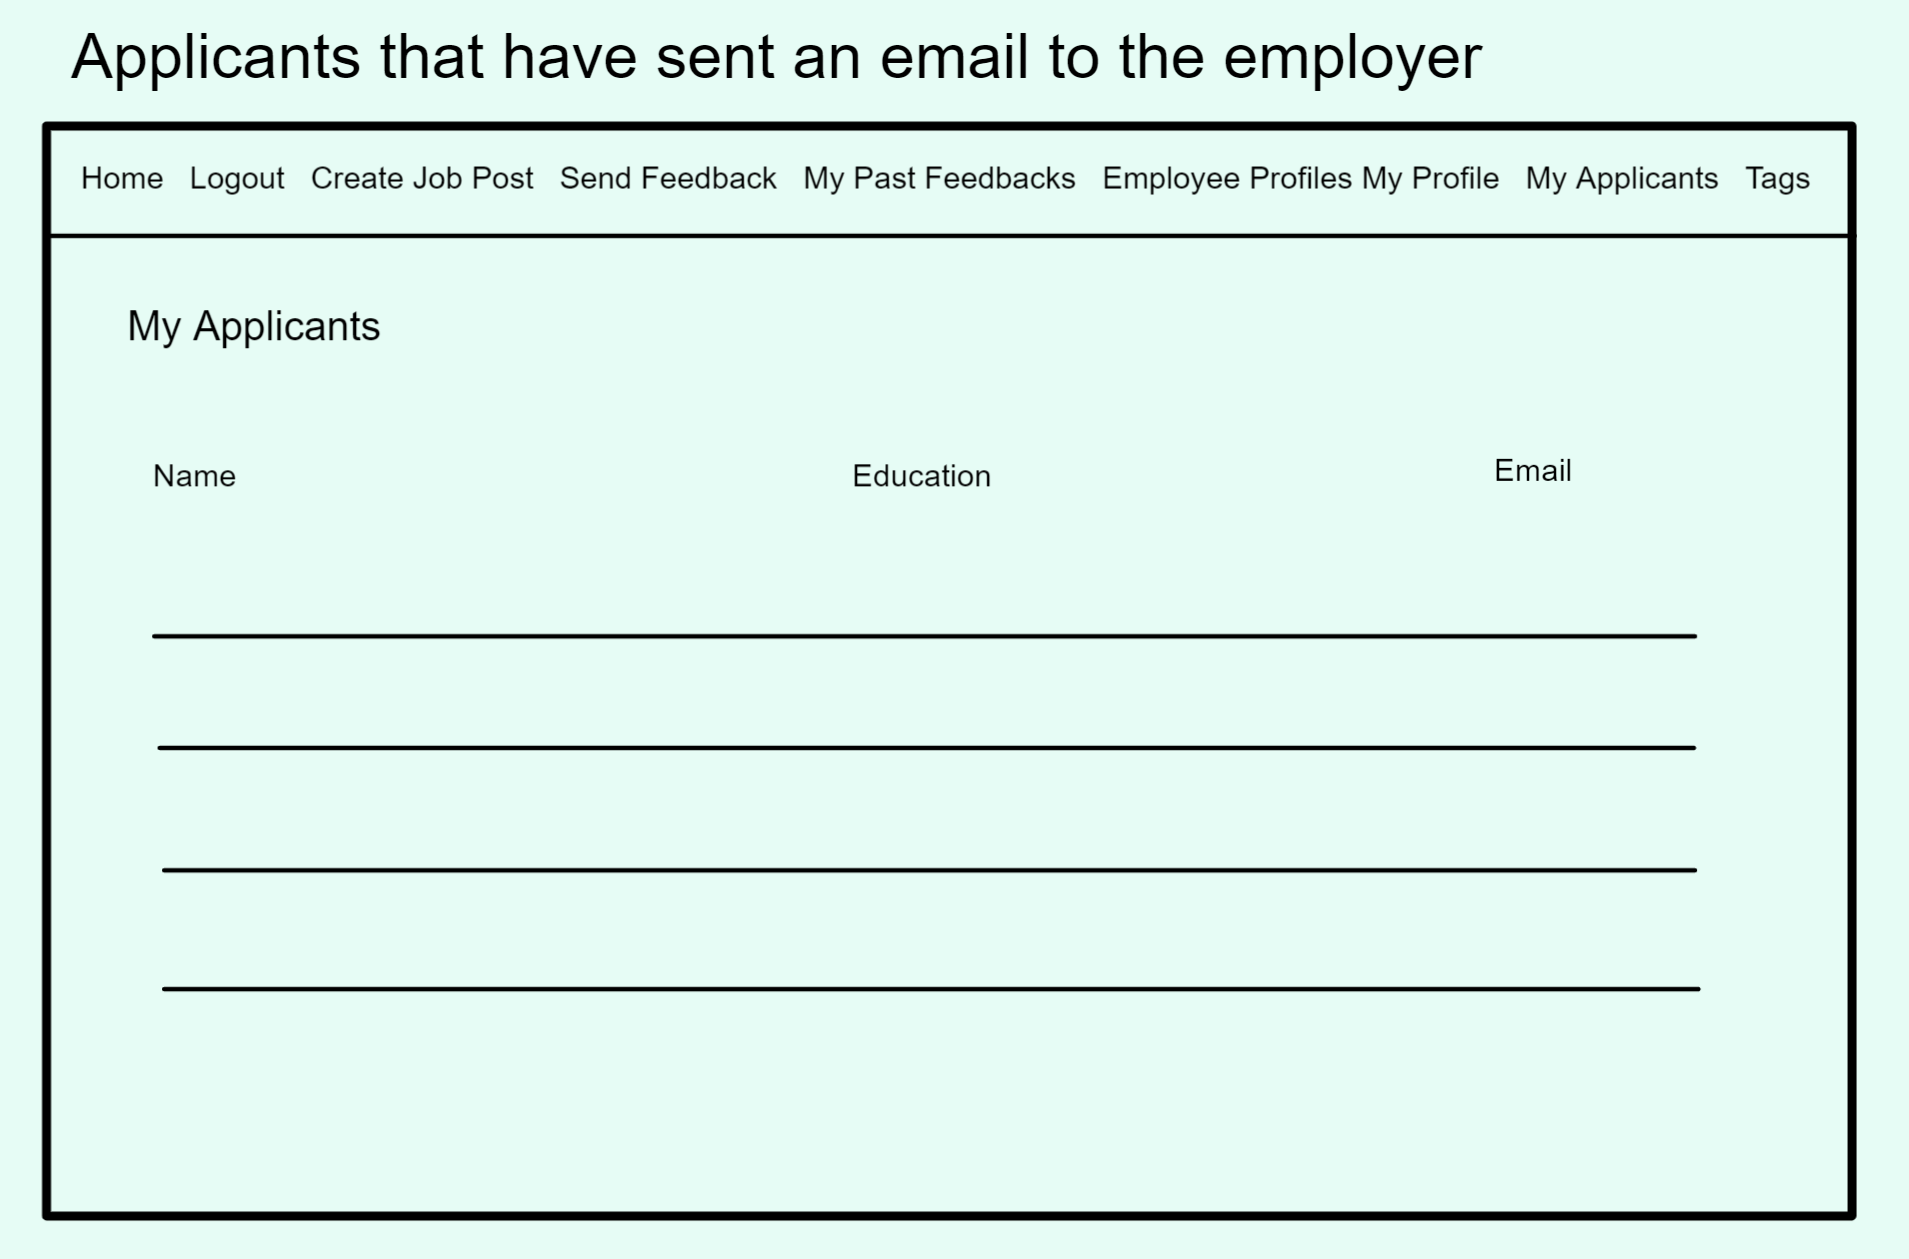 Applicants that have sent an email to the employer
Home Logout Create Job Post Send Feedback My Past Feedbacks Employee Profiles My Profile My Applicants Tags
My Applicants
Name Education Email